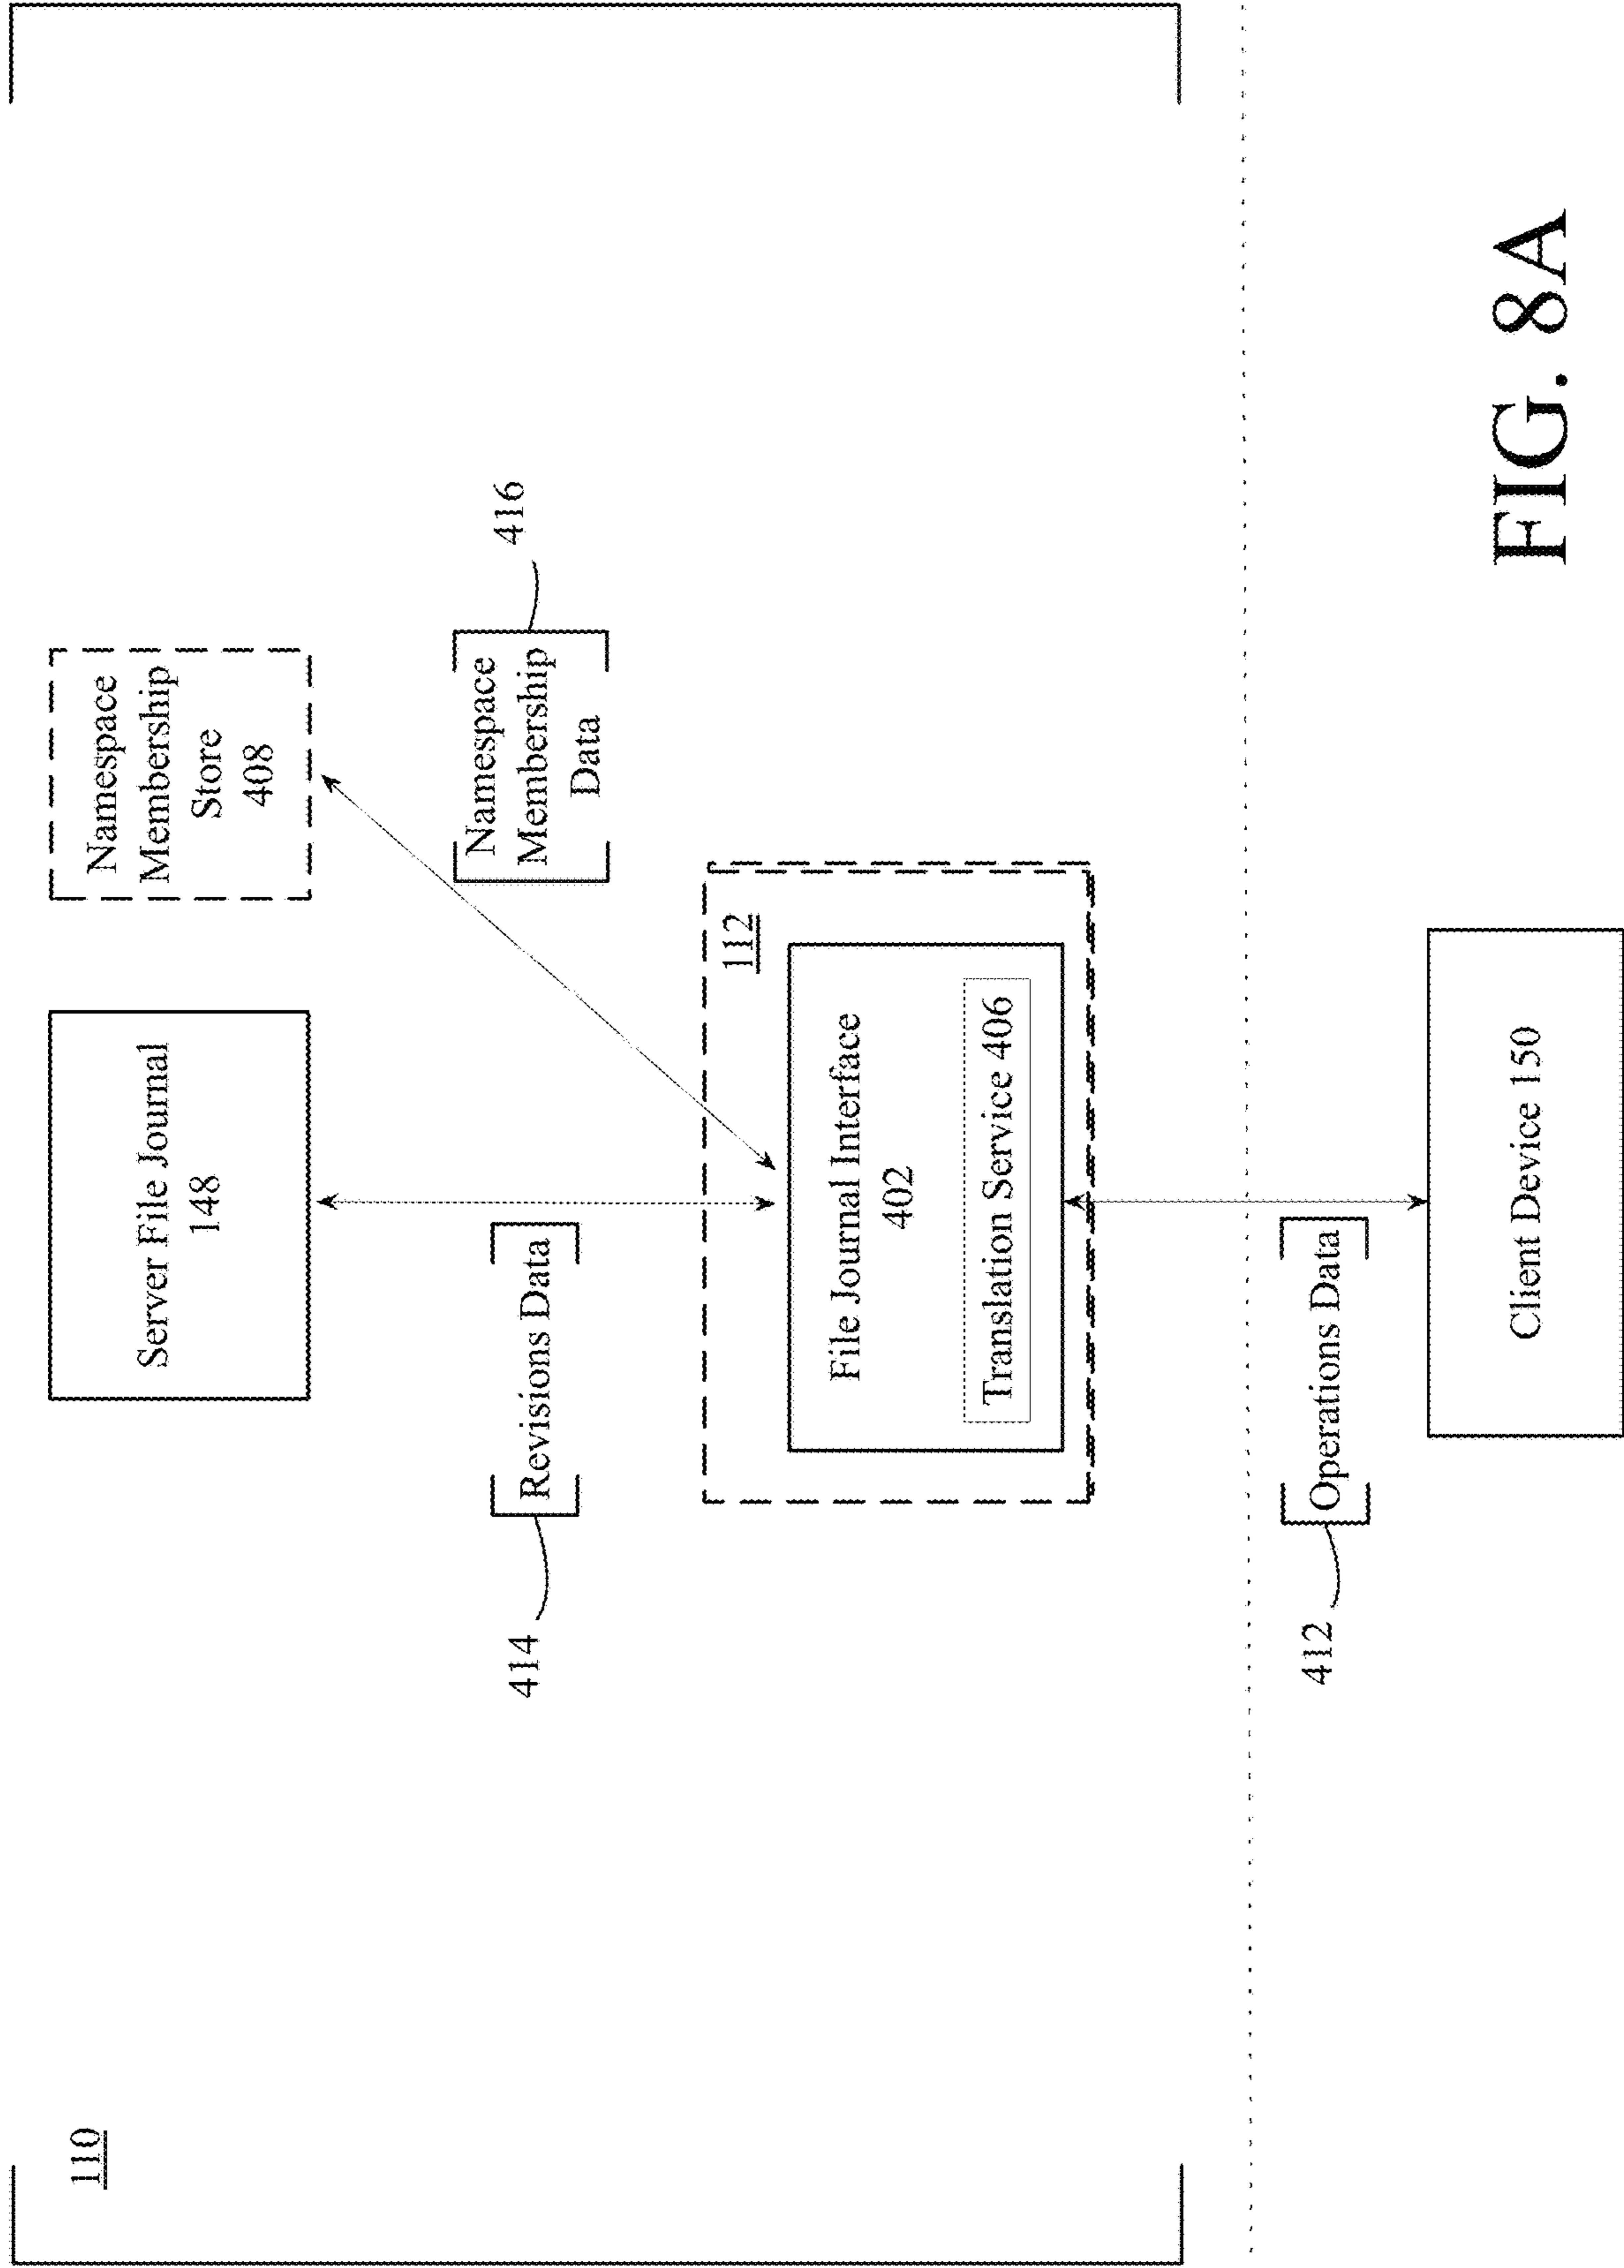 110
Server File Journal
148
Namespace
Membership
Store
408
414
Revisions Data
Namespace
Membership
Data
416
112
File Journal Interface
402
Translation Service 406
412
Operations Data
Client Device 150
FIG. 8A